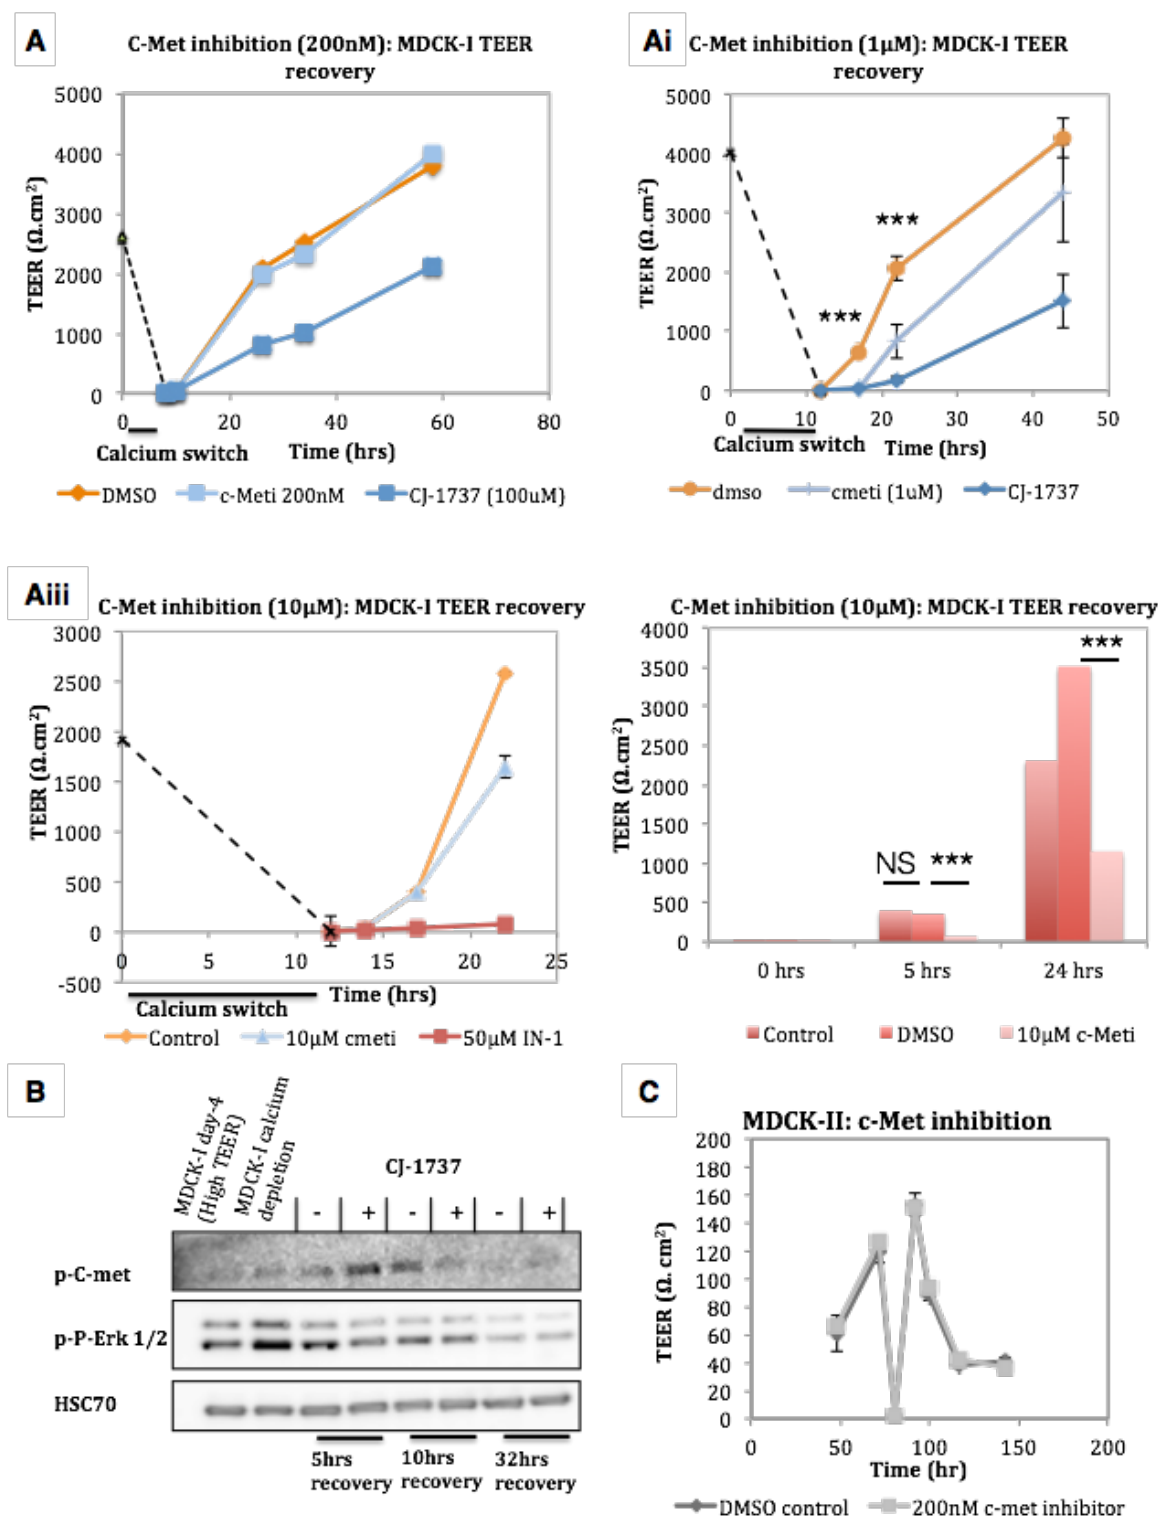 A
C-Met inhibition (200nM): MDCK-I TEER
recovery
5000
4000
3000
2000
1000
0
TEER (Ω.cm²)
0 20 40 60 80
Calcium switch Time (hrs)
DMSO c-Meti 200nM CJ-1737 (100uM)
Ai
C-Met inhibition (1µM): MDCK-I TEER
recovery
5000
4000
3000
2000
1000
0
TEER (Ω.cm²)
***
***
0 10 20 30 40 50
Calcium switch Time (hrs)
dmso cmeti (1uM) CJ-1737
Aiii
C-Met inhibition (10µM): MDCK-I TEER recovery
3000
2500
2000
1500
1000
500
0
-500
TEER (Ω.cm²)
0 5 10 15 20 25
Calcium switch Time (hrs)
Control 10µM cmeti 50µM IN-1
C-Met inhibition (10µM): MDCK-I TEER recovery
4000
3500
3000
2500
2000
1500
1000
500
0
TEER (Ω.cm²)
NS ***
***
0 hrs 5 hrs 24 hrs
Control DMSO 10µM c-Meti
B
MDCK-I day-4
(High TEER)
MDCK-I calcium
depletion
CJ-1737
- + - + - +
p-C-met
p-P-Erk 1/2
HSC70
5hrs
recovery
10hrs
recovery
32hrs
recovery
C
MDCK-II: c-Met inhibition
200
180
160
140
120
100
80
60
40
20
0
TEER (Ω. cm²)
0 50 100 150 200
Time (hr)
DMSO control 200nM c-met inhibitor